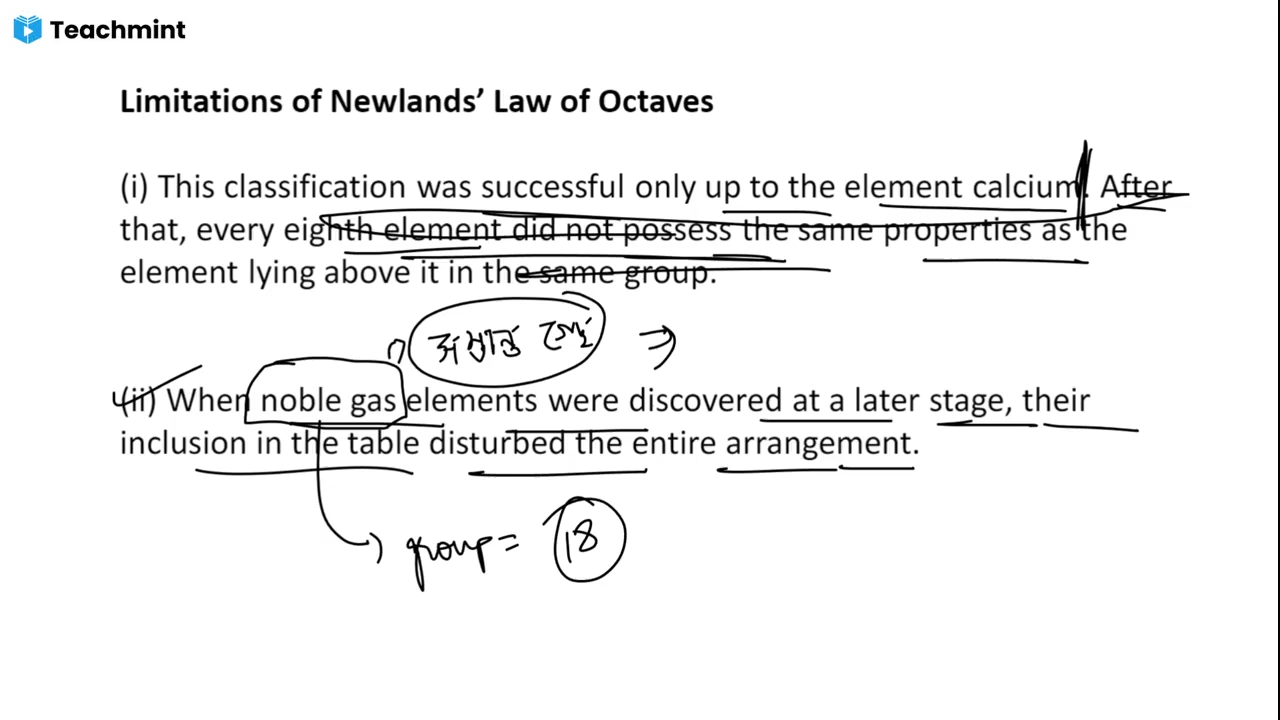 Teachmint
Limitations of Newlands’ Law of Octaves
(i) This classification was successful only up to the element calcium. After
that, every eighth element did not possess the same properties as the
element lying above it in the same group.
(ii) When noble gas elements were discovered at a later stage, their
inclusion in the table disturbed the entire arrangement.
group = 18